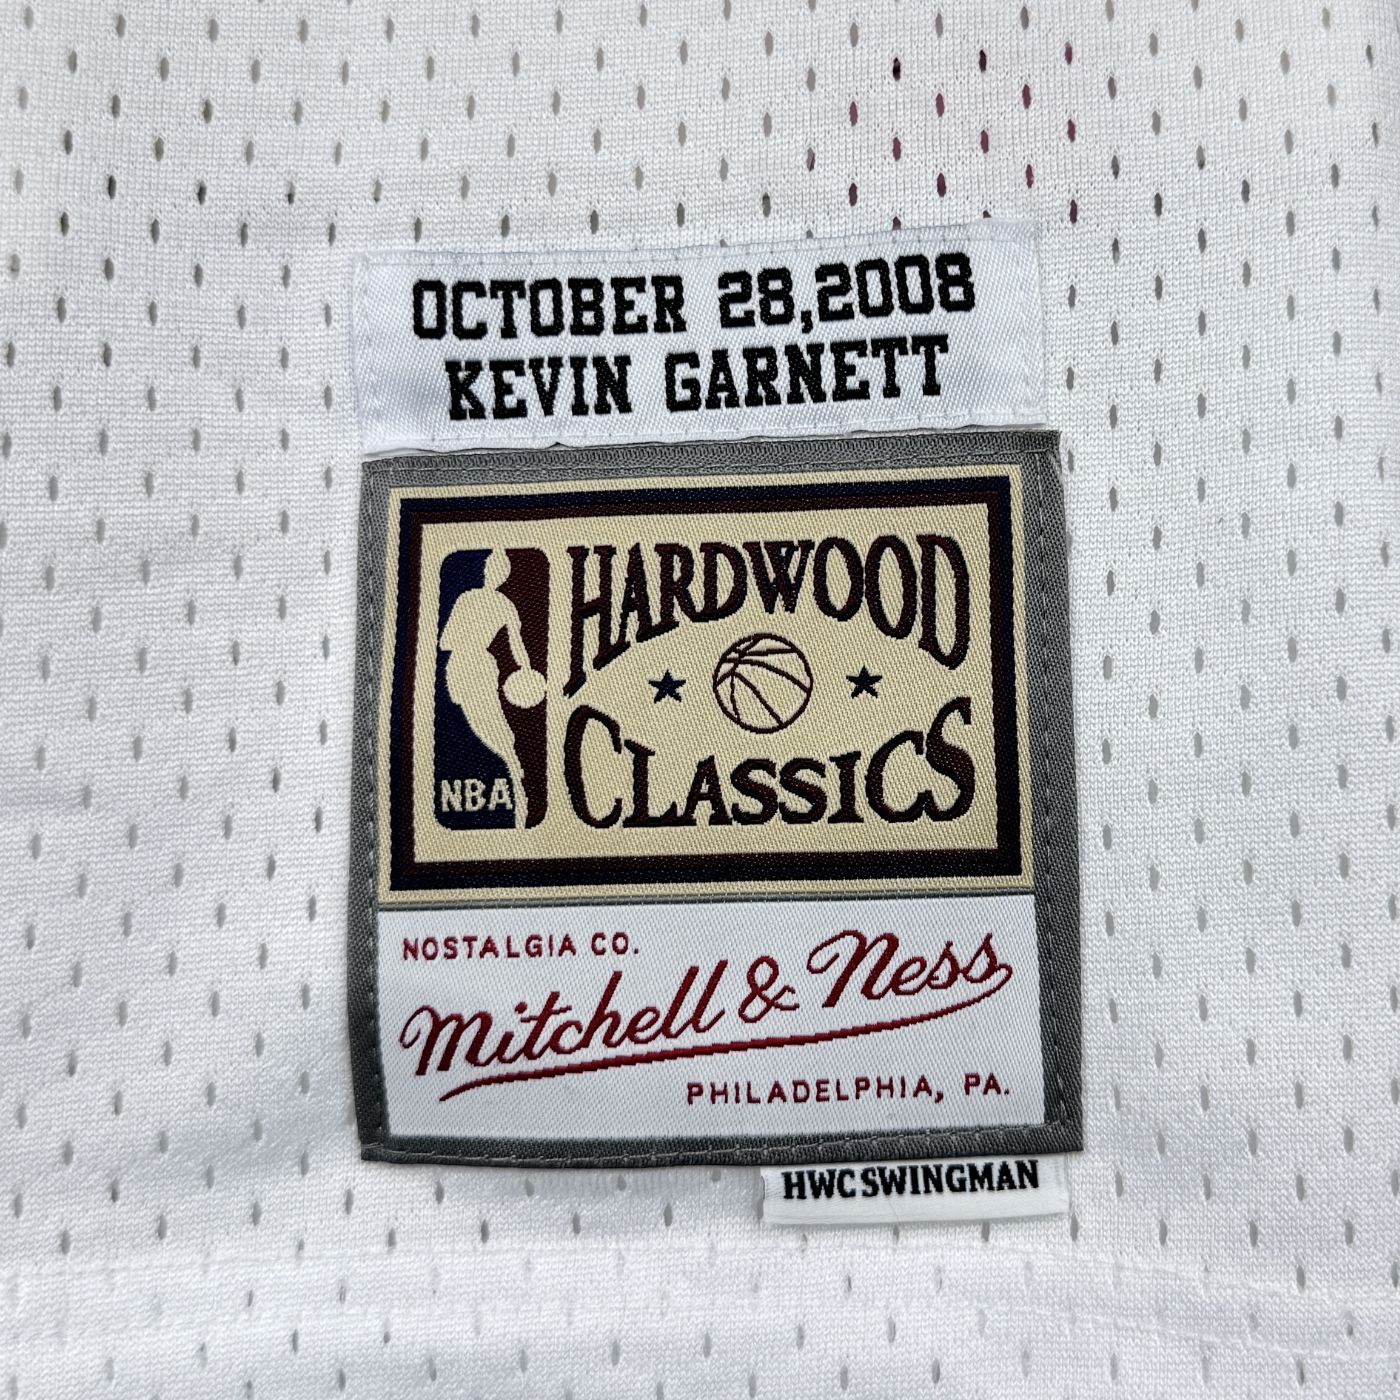 OCTOBER 28,2008
KEVIN GARNETT
HARDWOOD
CLASSICS
NBA
NOSTALGIA CO.
Mitchell & Ness
PHILADELPHIA, PA.
HWC SWINGMAN